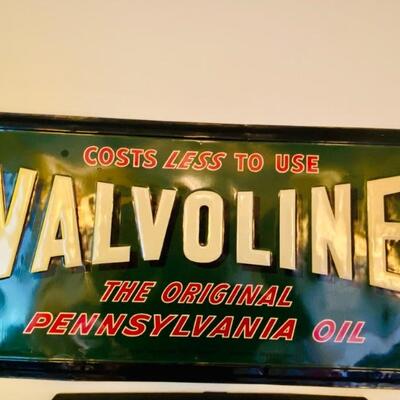 COSTS LESS TO USE
VALVOLINE
THE ORIGINAL
PENNSYLVANIA OIL